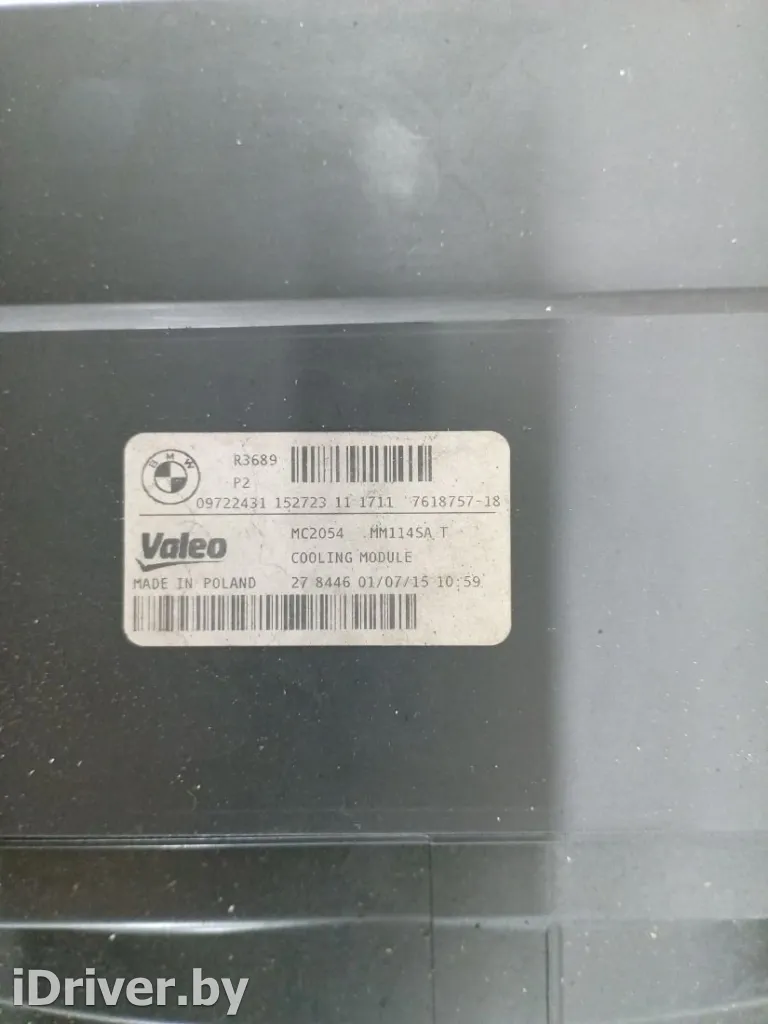 BMW
R3689
P2
09722431 152723 11 1711 7618757-18
Valeo
MC2054 MM114SA T
COOLING MODULE
MADE IN POLAND 27 8446 01/07/15 10:59
iDriver.by